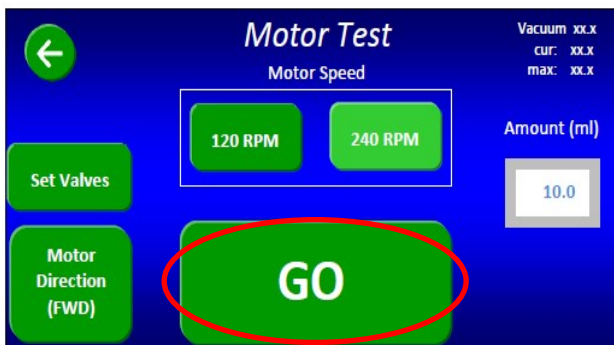 Motor Test
Motor Speed
Vacuum xx.x
cur: xx.x
max: xx.x
120 RPM
240 RPM
Amount (ml)
10.0
Set Valves
Motor
Direction
(FWD)
GO